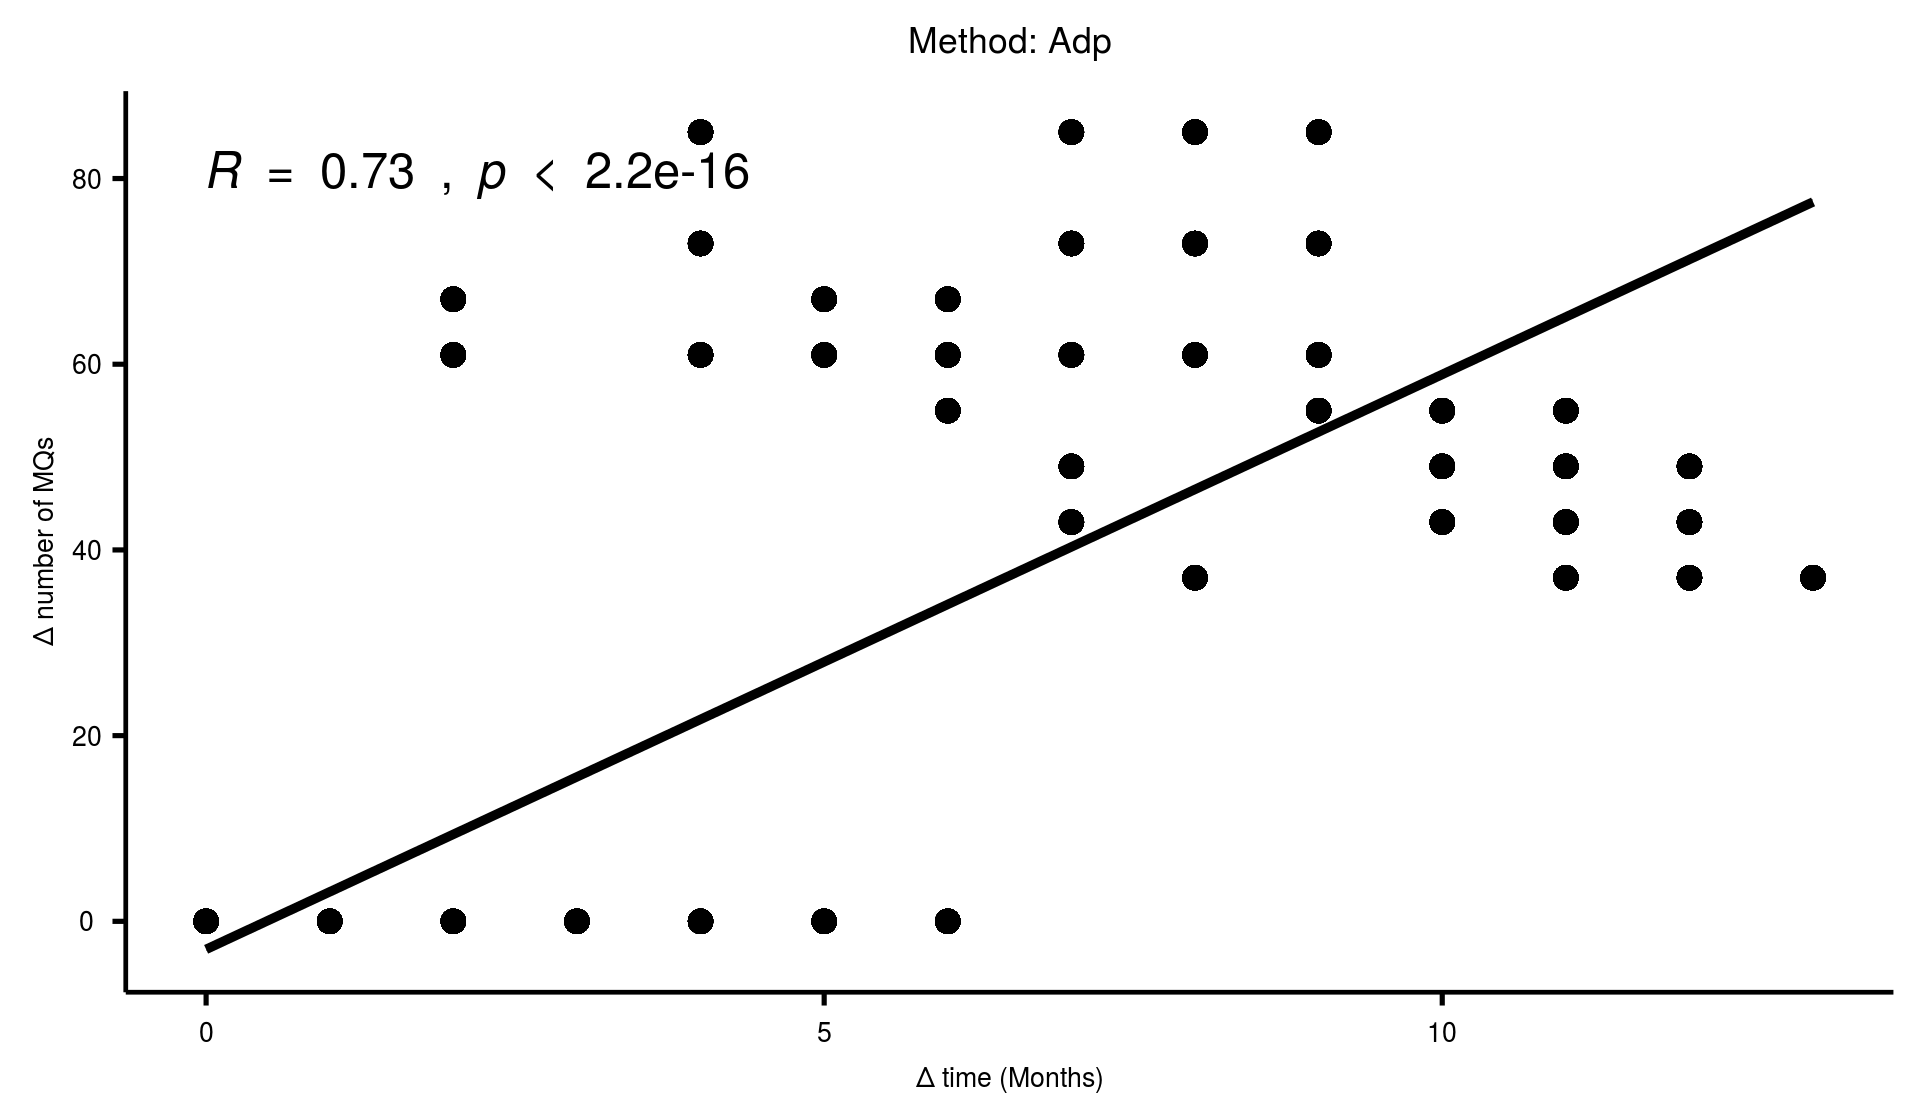 Method: Adp
R = 0.73 , p < 2.2e-16
80
60
40
20
0
Δ number of MQs
0 5 10
Δ time (Months)